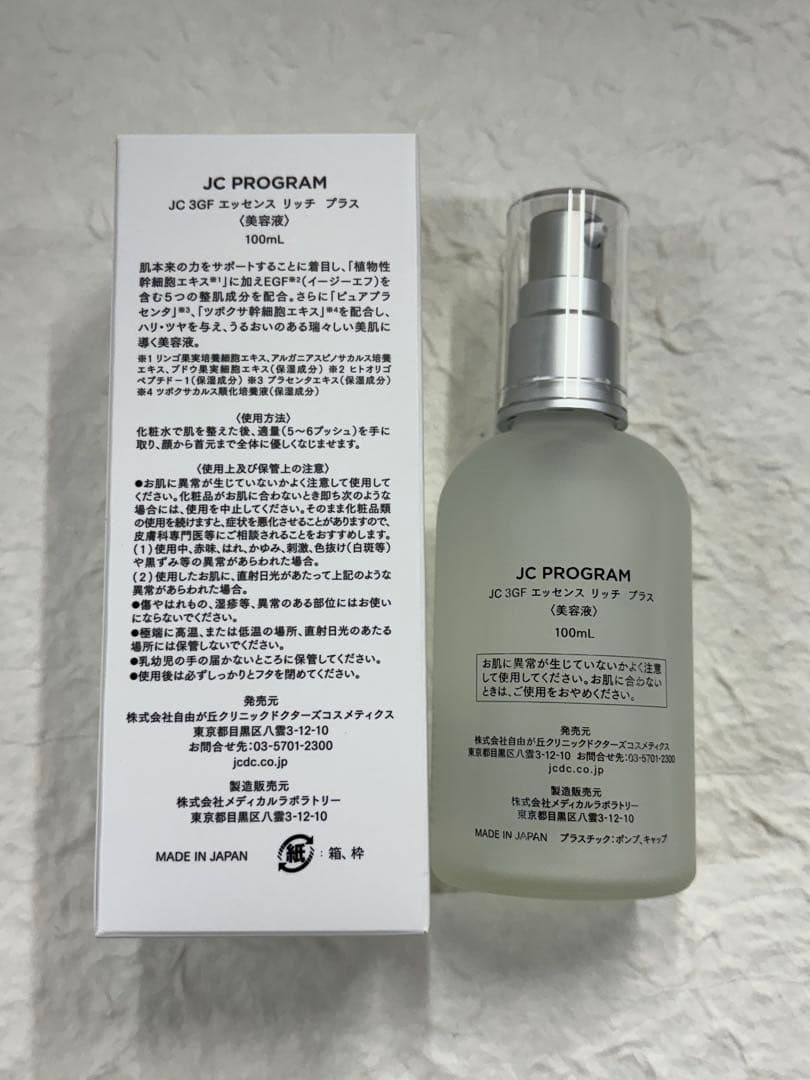 JC PROGRAM
JC 3GF エッセンス リッチ プラス
〈美容液〉
100mL
肌本来の力をサポートすることに着目し、「植物性
幹細胞エキス※1」に加えEGF※2(イージーエフ)を
含む5つの整肌成分を配合。さらに「ピュアプラ
センタ」※3、「ツボクサ幹細胞エキス」※4を配合し、
ハリ・ツヤを与え、うるおいのある瑞々しい美肌に
導く美容液。
※1 リンゴ果実培養細胞エキス、アルガニアスピノサカルス培養
エキス、ブドウ果実細胞エキス(保湿成分) ※2 ヒトオリゴ
ペプチド-1(保湿成分) ※3 プラセンタエキス(保湿成分)
※4 ツボクサカルス順化培養液(保湿成分)
〈使用方法〉
化粧水で肌を整えた後、適量(5〜6プッシュ)を手に
取り、顔から首元まで全体に優しくなじませます。
〈使用上及び保管上の注意〉
●お肌に異常が生じていないかよく注意して使用して
ください。化粧品がお肌に合わないとき即ち次のような
場合には、使用を中止してください。そのまま化粧品類
の使用を続けますと、症状を悪化させることがありますので、
皮膚科専門医等にご相談されることをおすすめします。
(1)使用中、赤味、はれ、かゆみ、刺激、色抜け(白斑等)
や黒ずみ等の異常があらわれた場合。
(2)使用したお肌に、直射日光があたって上記のような
異常があらわれた場合。
●傷やはれもの、湿疹等、異常のある部位にはお使い
にならないでください。
●極端に高温、または低温の場所、直射日光のあたる
場所には保管しないでください。
●乳幼児の手の届かないところに保管してください。
●使用後は必ずしっかりとフタを閉めてください。
発売元
株式会社自由が丘クリニックドクターズコスメティクス
東京都目黒区八雲3-12-10
お問合せ先:03-5701-2300
jcdc.co.jp
製造販売元
株式会社メディカルラボラトリー
東京都目黒区八雲3-12-10
MADE IN JAPAN 紙:箱、枠
JC PROGRAM
JC 3GF エッセンス リッチ プラス
〈美容液〉
100mL
お肌に異常が生じていないかよく注意
して使用してください。お肌に合わない
ときは、ご使用をおやめください。
発売元
株式会社自由が丘クリニックドクターズコスメティクス
東京都目黒区八雲3-12-10 お問合せ先:03-5701-2300
jcdc.co.jp
製造販売元
株式会社メディカルラボラトリー
東京都目黒区八雲3-12-10
MADE IN JAPAN プラスチック:ポンプ、キャップ